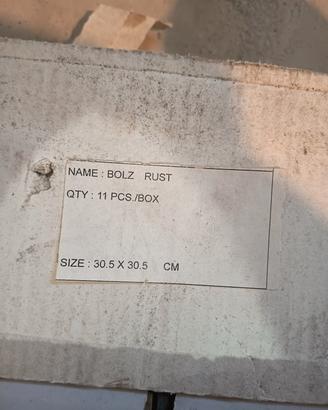 NAME : BOLZ RUST
QTY : 11 PCS./BOX
SIZE : 30.5 X 30.5 CM